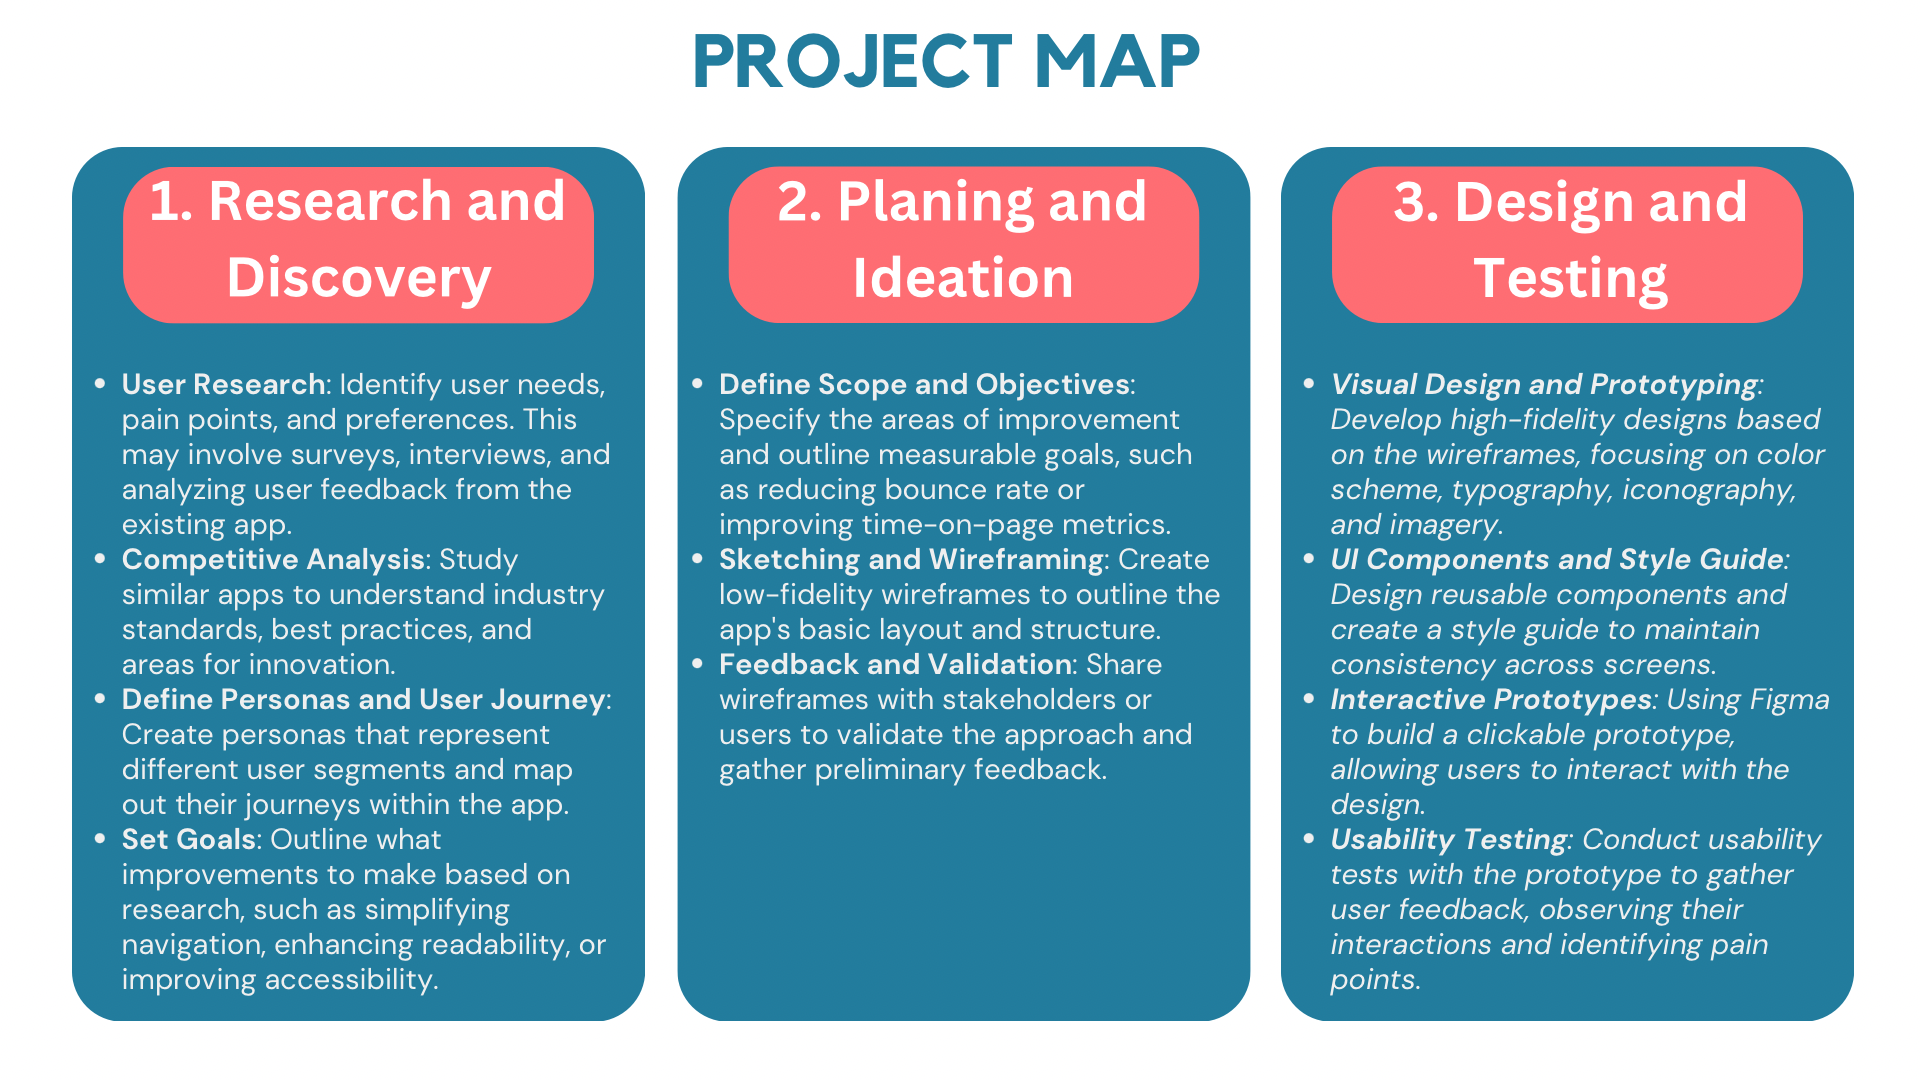 PROJECT MAP
1. Research and
Discovery
• User Research: Identify user needs,
pain points, and preferences. This
may involve surveys, interviews, and
analyzing user feedback from the
existing app.
• Competitive Analysis: Study
similar apps to understand industry
standards, best practices, and
areas for innovation.
• Define Personas and User Journey:
Create personas that represent
different user segments and map
out their journeys within the app.
• Set Goals: Outline what
improvements to make based on
research, such as simplifying
navigation, enhancing readability, or
improving accessibility.
2. Planing and
Ideation
• Define Scope and Objectives:
Specify the areas of improvement
and outline measurable goals, such
as reducing bounce rate or
improving time-on-page metrics.
• Sketching and Wireframing: Create
low-fidelity wireframes to outline the
app's basic layout and structure.
• Feedback and Validation: Share
wireframes with stakeholders or
users to validate the approach and
gather preliminary feedback.
3. Design and
Testing
• Visual Design and Prototyping:
Develop high-fidelity designs based
on the wireframes, focusing on color
scheme, typography, iconography,
and imagery.
• UI Components and Style Guide:
Design reusable components and
create a style guide to maintain
consistency across screens.
• Interactive Prototypes: Using Figma
to build a clickable prototype,
allowing users to interact with the
design.
• Usability Testing: Conduct usability
tests with the prototype to gather
user feedback, observing their
interactions and identifying pain
points.